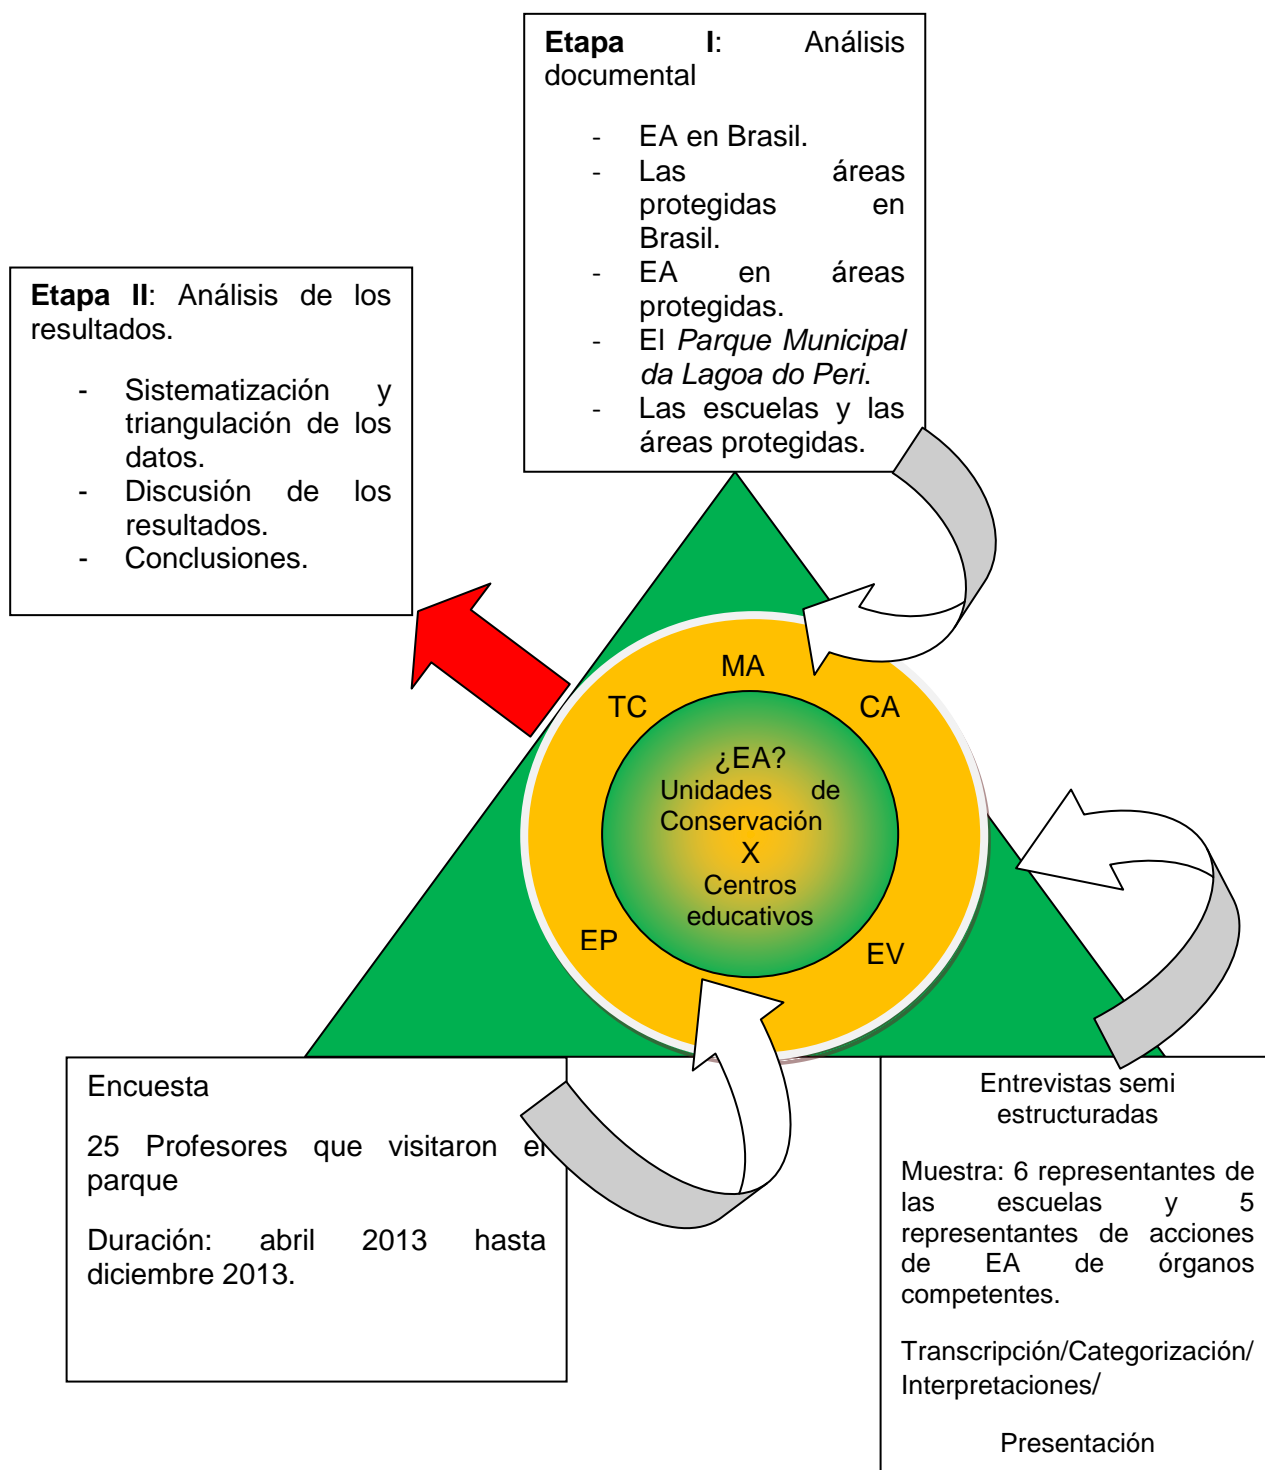 Etapa I: Análisis
documental
- EA en Brasil.
- Las áreas
protegidas en
Brasil.
- EA en áreas
protegidas.
- El Parque Municipal
da Lagoa do Peri.
- Las escuelas y las
áreas protegidas.
Etapa II: Análisis de los
resultados.
- Sistematización y
triangulación de los
datos.
- Discusión de los
resultados.
- Conclusiones.
MA
TC
CA
¿EA?
Unidades de
Conservación
X
Centros
educativos
EP
EV
Encuesta
25 Profesores que visitaron el
parque
Duración: abril 2013 hasta
diciembre 2013.
Entrevistas semi
estructuradas
Muestra: 6 representantes de
las escuelas y 5
representantes de acciones
de EA de órganos
competentes.
Transcripción/Categorización/
Interpretaciones/
Presentación